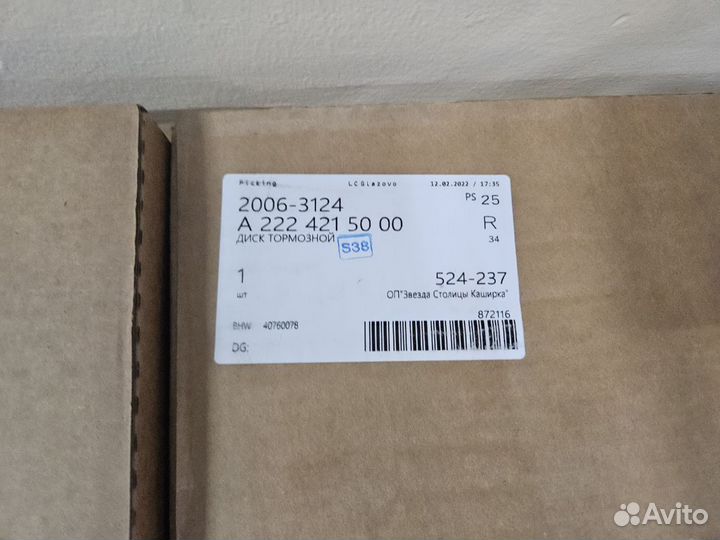 Picking LC Glazovo 12.02.2022 / 17:35
2006-3124 PS 25
A 222 421 50 00 R
ДИСК ТОРМОЗНОЙ S38 34
1 524-237
шт ОП"Звезда Столицы Каширка"
872116
BHW: 40760078
DG:
Avito